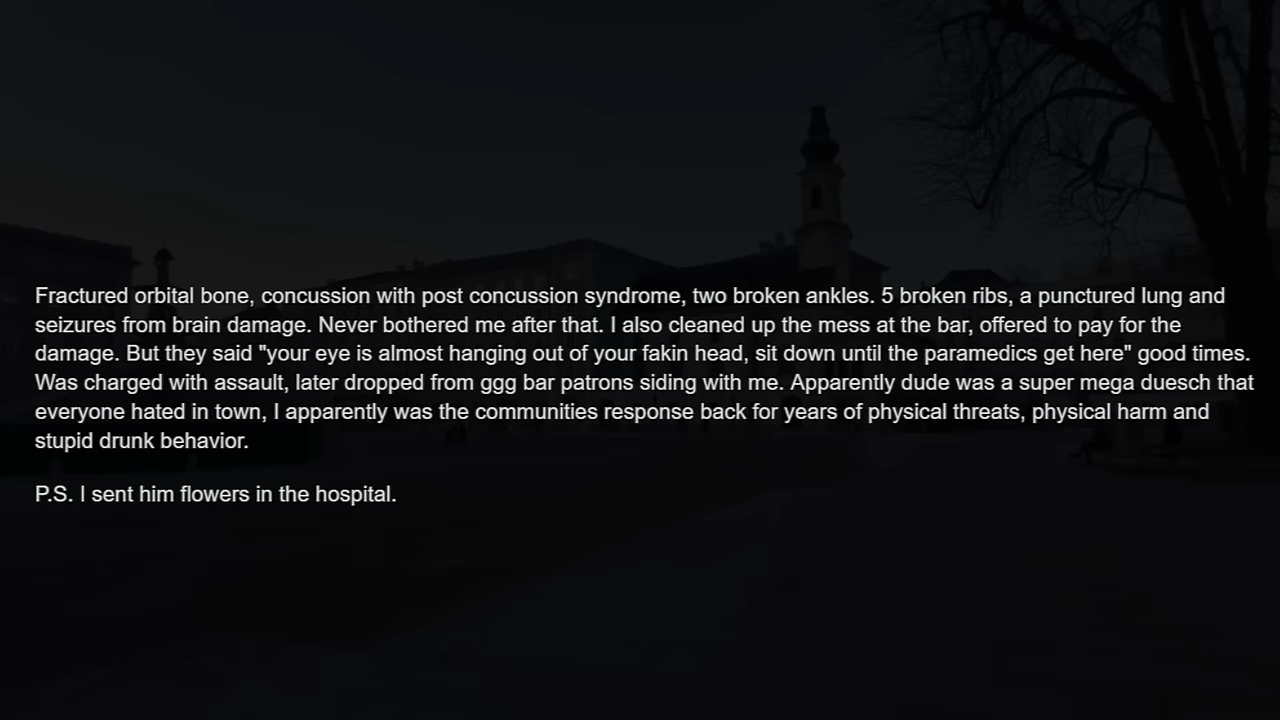 Fractured orbital bone, concussion with post concussion syndrome, two broken ankles. 5 broken ribs, a punctured lung and
seizures from brain damage. Never bothered me after that. I also cleaned up the mess at the bar, offered to pay for the
damage. But they said "your eye is almost hanging out of your fakin head, sit down until the paramedics get here" good times.
Was charged with assault, later dropped from ggg bar patrons siding with me. Apparently dude was a super mega duesch that
everyone hated in town, I apparently was the communities response back for years of physical threats, physical harm and
stupid drunk behavior.
P.S. I sent him flowers in the hospital.